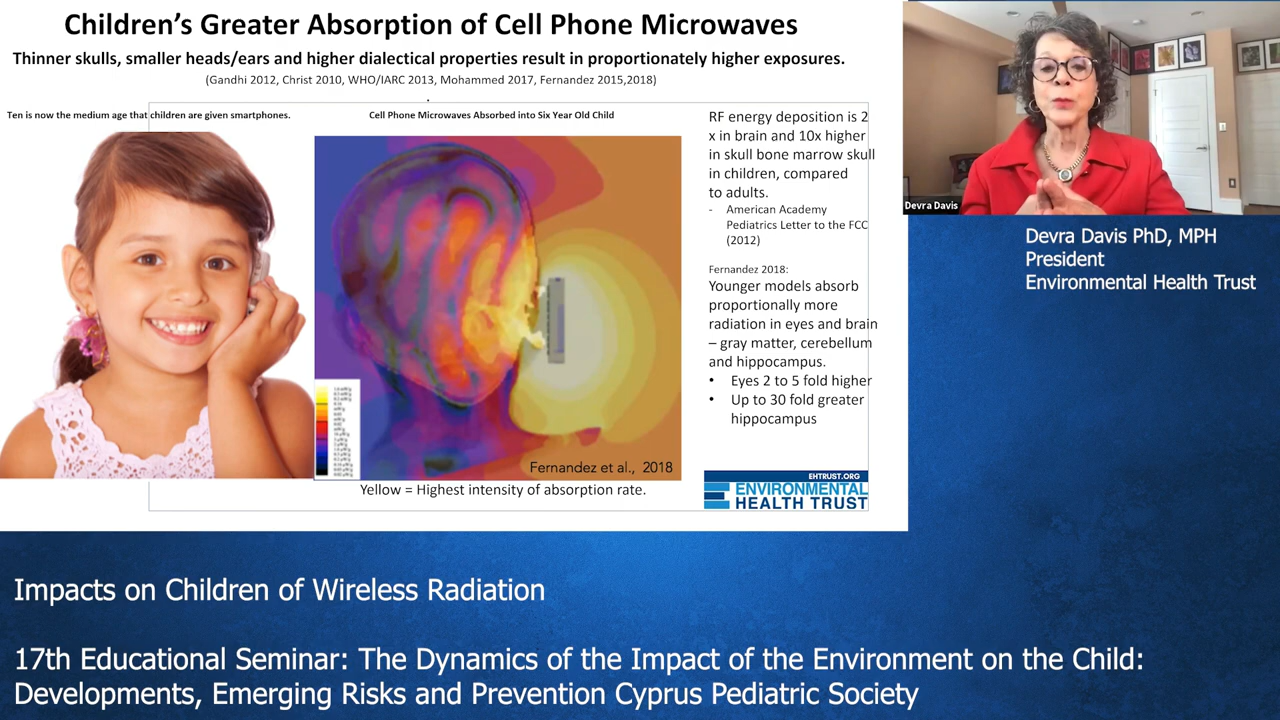 Children's Greater Absorption of Cell Phone Microwaves
Thinner skulls, smaller heads/ears and higher dialectical properties result in proportionately higher exposures.
(Gandhi 2012, Christ 2010, WHO/IARC 2013, Mohammed 2017, Fernandez 2015,2018)
.
Ten is now the medium age that children are given smartphones.
Cell Phone Microwaves Absorbed into Six Year Old Child
Fernandez et al., 2018
Yellow = Highest intensity of absorption rate.
RF energy deposition is 2
x in brain and 10x higher
in skull bone marrow skull
in children, compared
to adults.
- American Academy
Pediatrics Letter to the FCC
(2012)
Fernandez 2018:
Younger models absorb
proportionally more
radiation in eyes and brain
– gray matter, cerebellum
and hippocampus.
• Eyes 2 to 5 fold higher
• Up to 30 fold greater
hippocampus
EHTRUST.ORG
ENVIRONMENTAL
HEALTH TRUST
Devra Davis
Devra Davis PhD, MPH
President
Environmental Health Trust
Impacts on Children of Wireless Radiation
17th Educational Seminar: The Dynamics of the Impact of the Environment on the Child:
Developments, Emerging Risks and Prevention Cyprus Pediatric Society